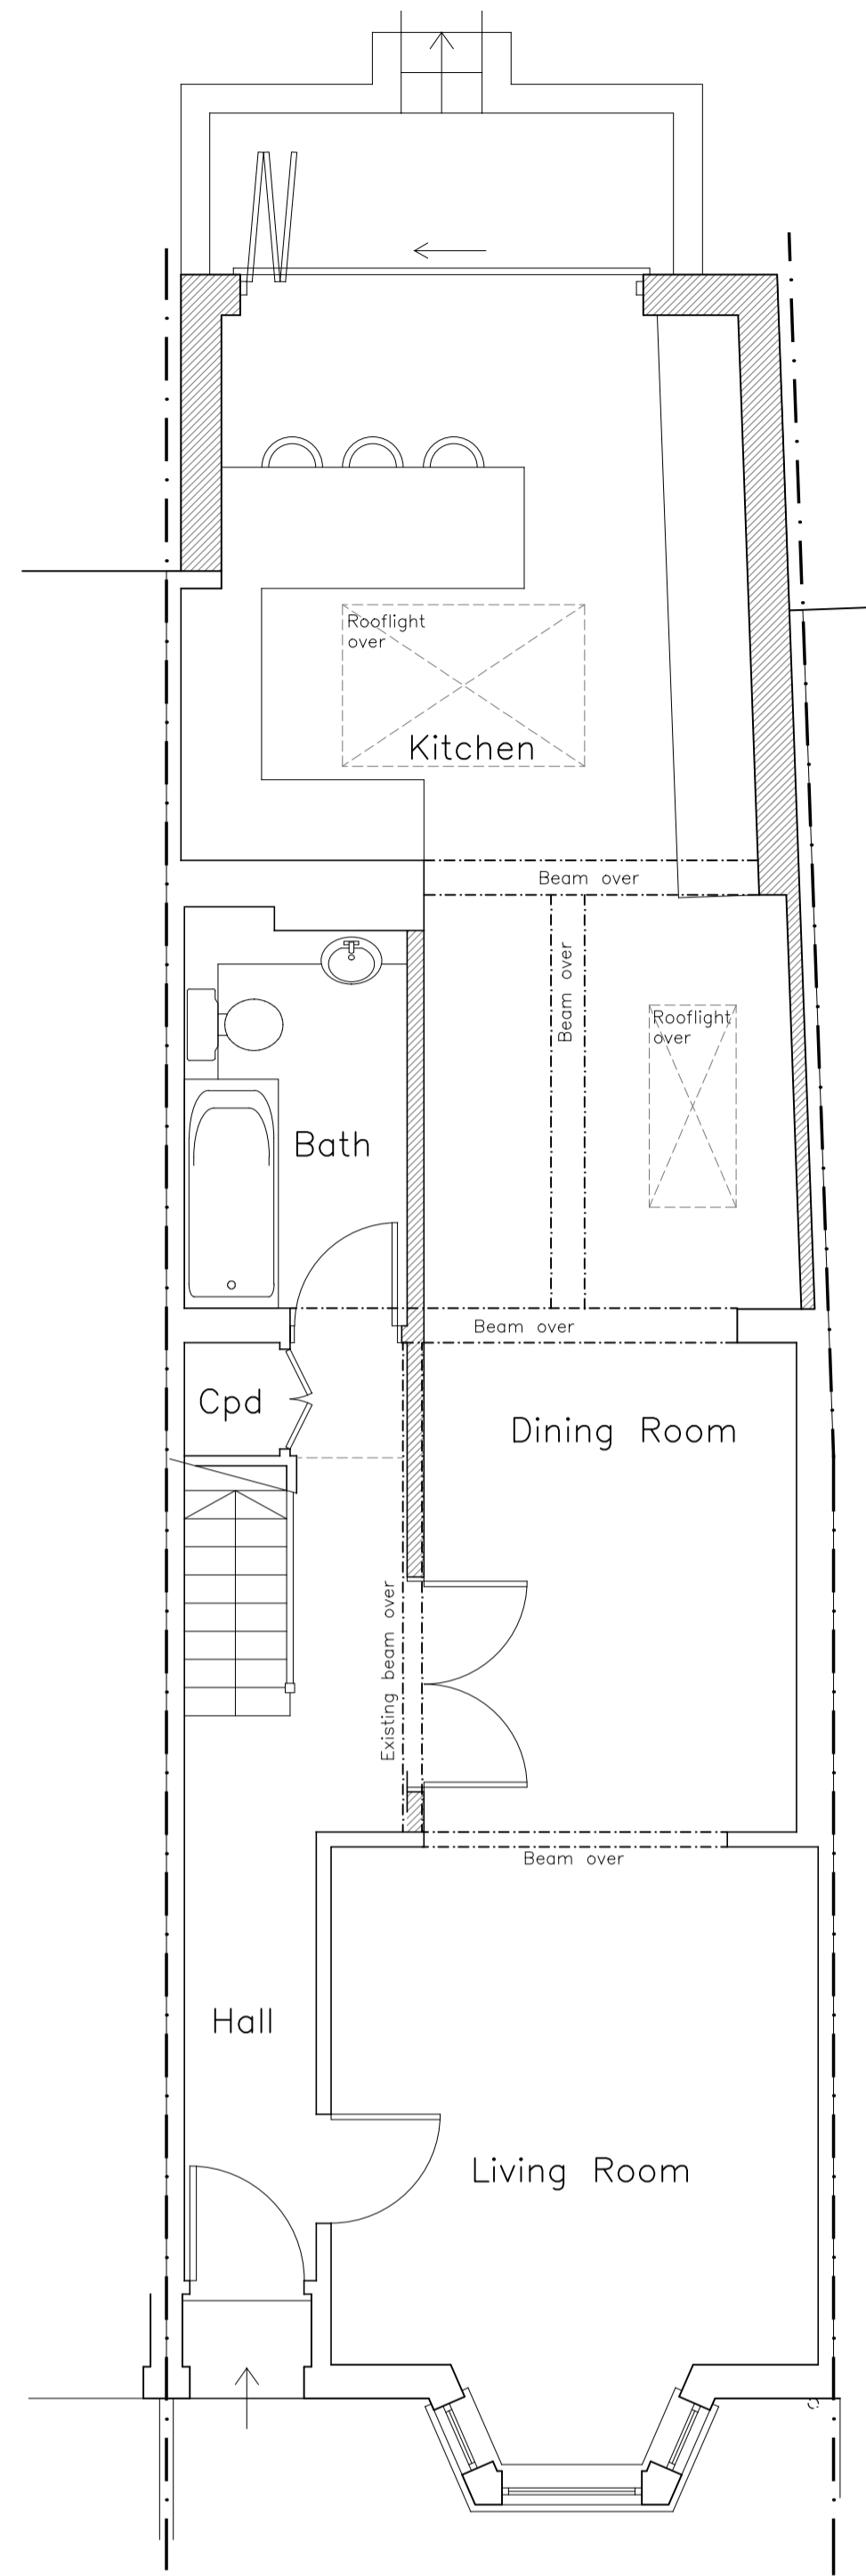 Rooflight
over
Kitchen
Beam over
Beam over
Rooflight
over
Bath
Beam over
Cpd
Dining Room
Existing beam over
Beam over
Hall
Living Room